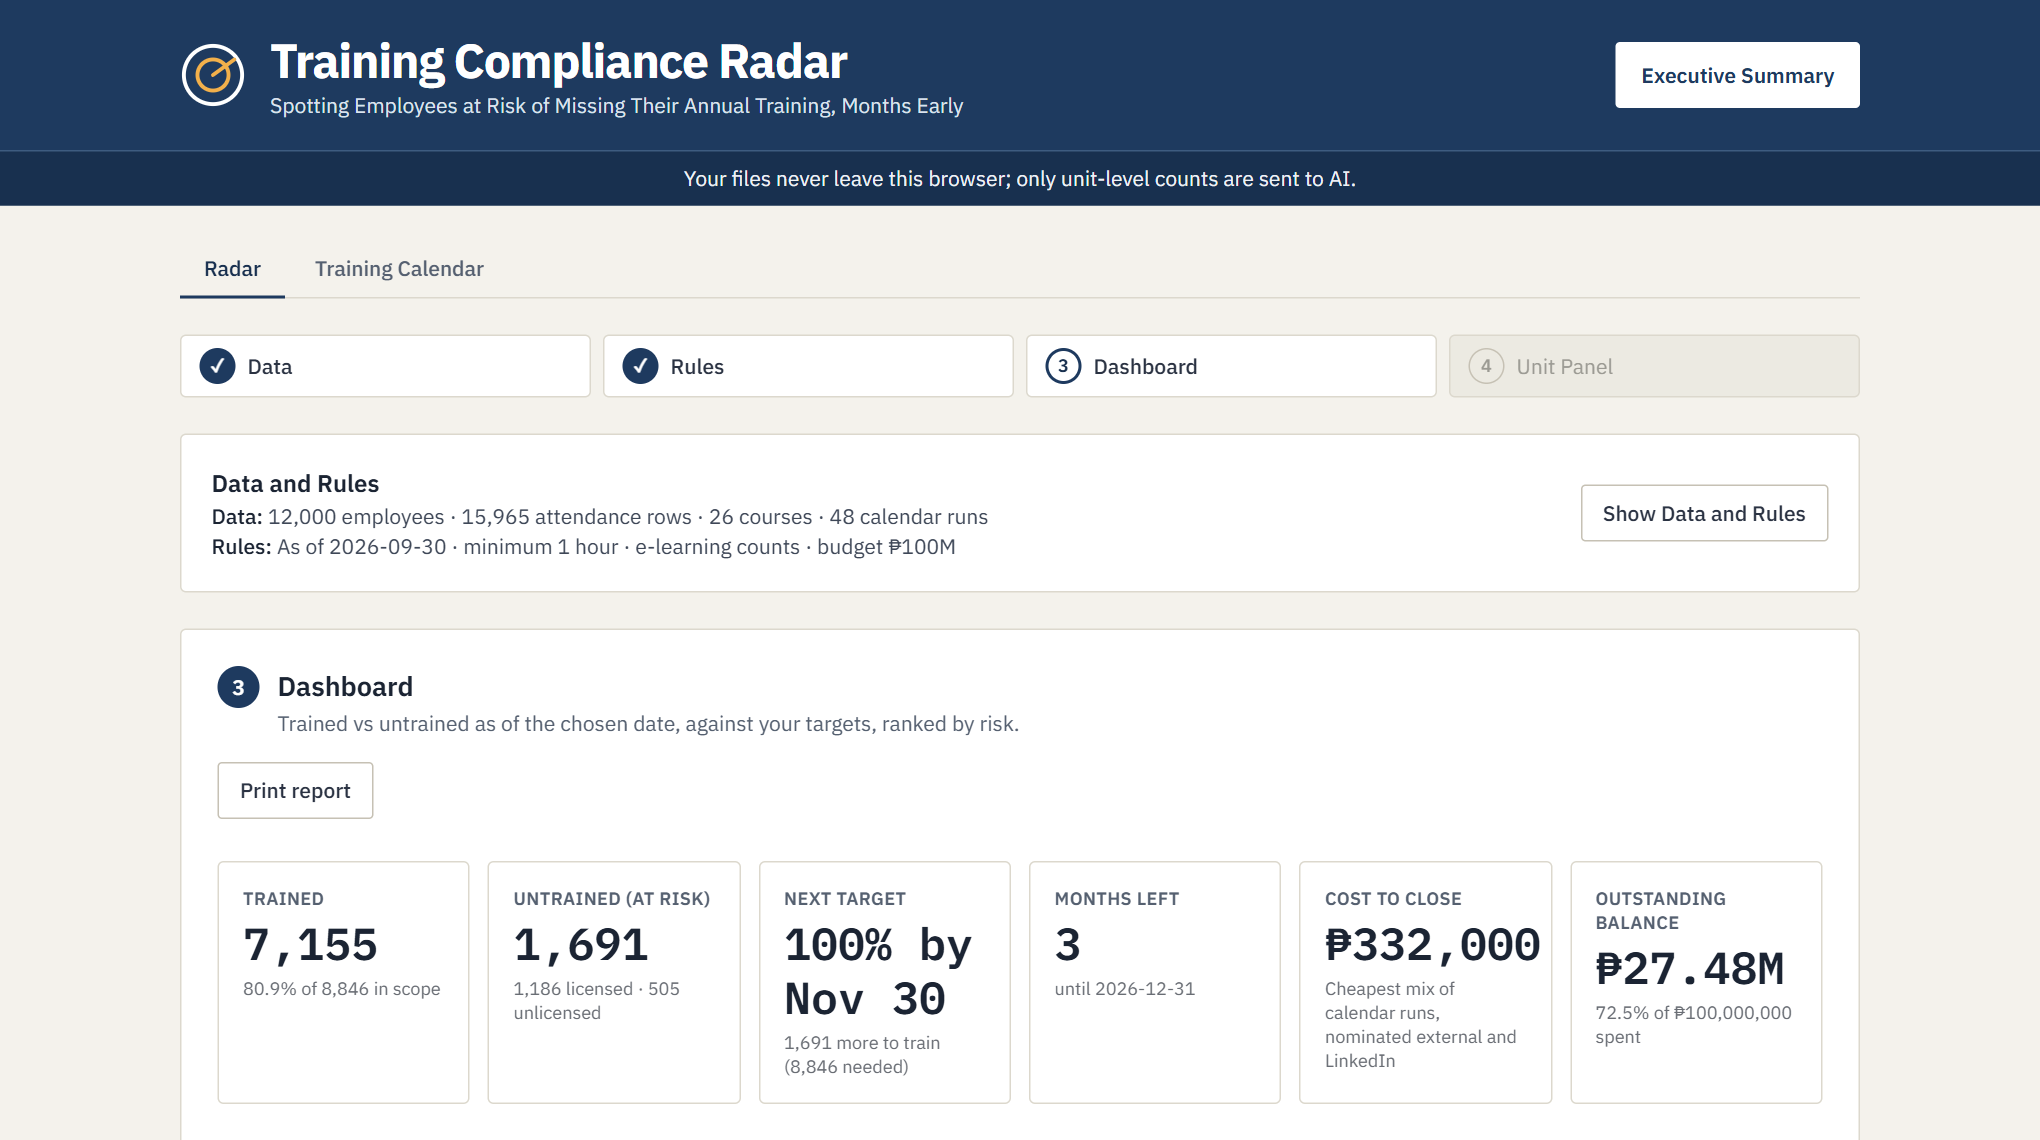 Training Compliance Radar
Spotting Employees at Risk of Missing Their Annual Training, Months Early
Executive Summary
Your files never leave this browser; only unit-level counts are sent to AI.
Radar
Training Calendar
Data
Rules
3 Dashboard
4 Unit Panel
Data and Rules
Data: 12,000 employees · 15,965 attendance rows · 26 courses · 48 calendar runs
Rules: As of 2026-09-30 · minimum 1 hour · e-learning counts · budget ₱100M
Show Data and Rules
3 Dashboard
Trained vs untrained as of the chosen date, against your targets, ranked by risk.
Print report
TRAINED
7,155
80.9% of 8,846 in scope
UNTRAINED (AT RISK)
1,691
1,186 licensed · 505
unlicensed
NEXT TARGET
100% by
Nov 30
1,691 more to train
(8,846 needed)
MONTHS LEFT
3
until 2026-12-31
COST TO CLOSE
₱332,000
Cheapest mix of
calendar runs,
nominated external and
LinkedIn
OUTSTANDING
BALANCE
₱27.48M
72.5% of ₱100,000,000
spent